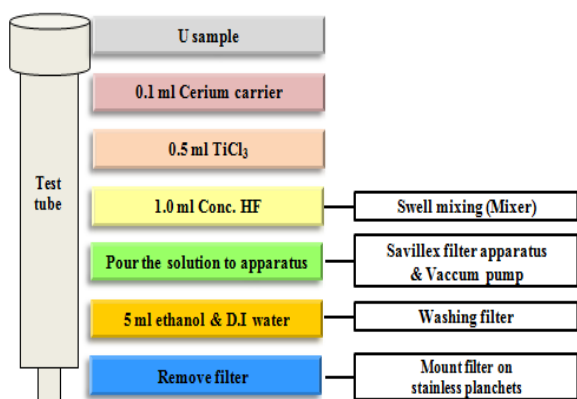 U sample
0.1 ml Cerium carrier
0.5 ml TiCl₃
Test
tube
1.0 ml Conc. HF
Swell mixing (Mixer)
Pour the solution to apparatus
Savillex filter apparatus
& Vaccum pump
5 ml ethanol & D.I water
Washing filter
Remove filter
Mount filter on
stainless planchets